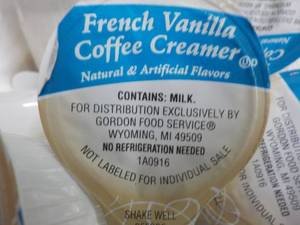 French Vanilla
Coffee Creamer
Natural & Artificial Flavors
CONTAINS: MILK.
FOR DISTRIBUTION EXCLUSIVELY BY
GORDON FOOD SERVICE®
WYOMING, MI 49509
NO REFRIGERATION NEEDED
1A0916
NOT LABELED FOR INDIVIDUAL SALE
SHAKE WELL